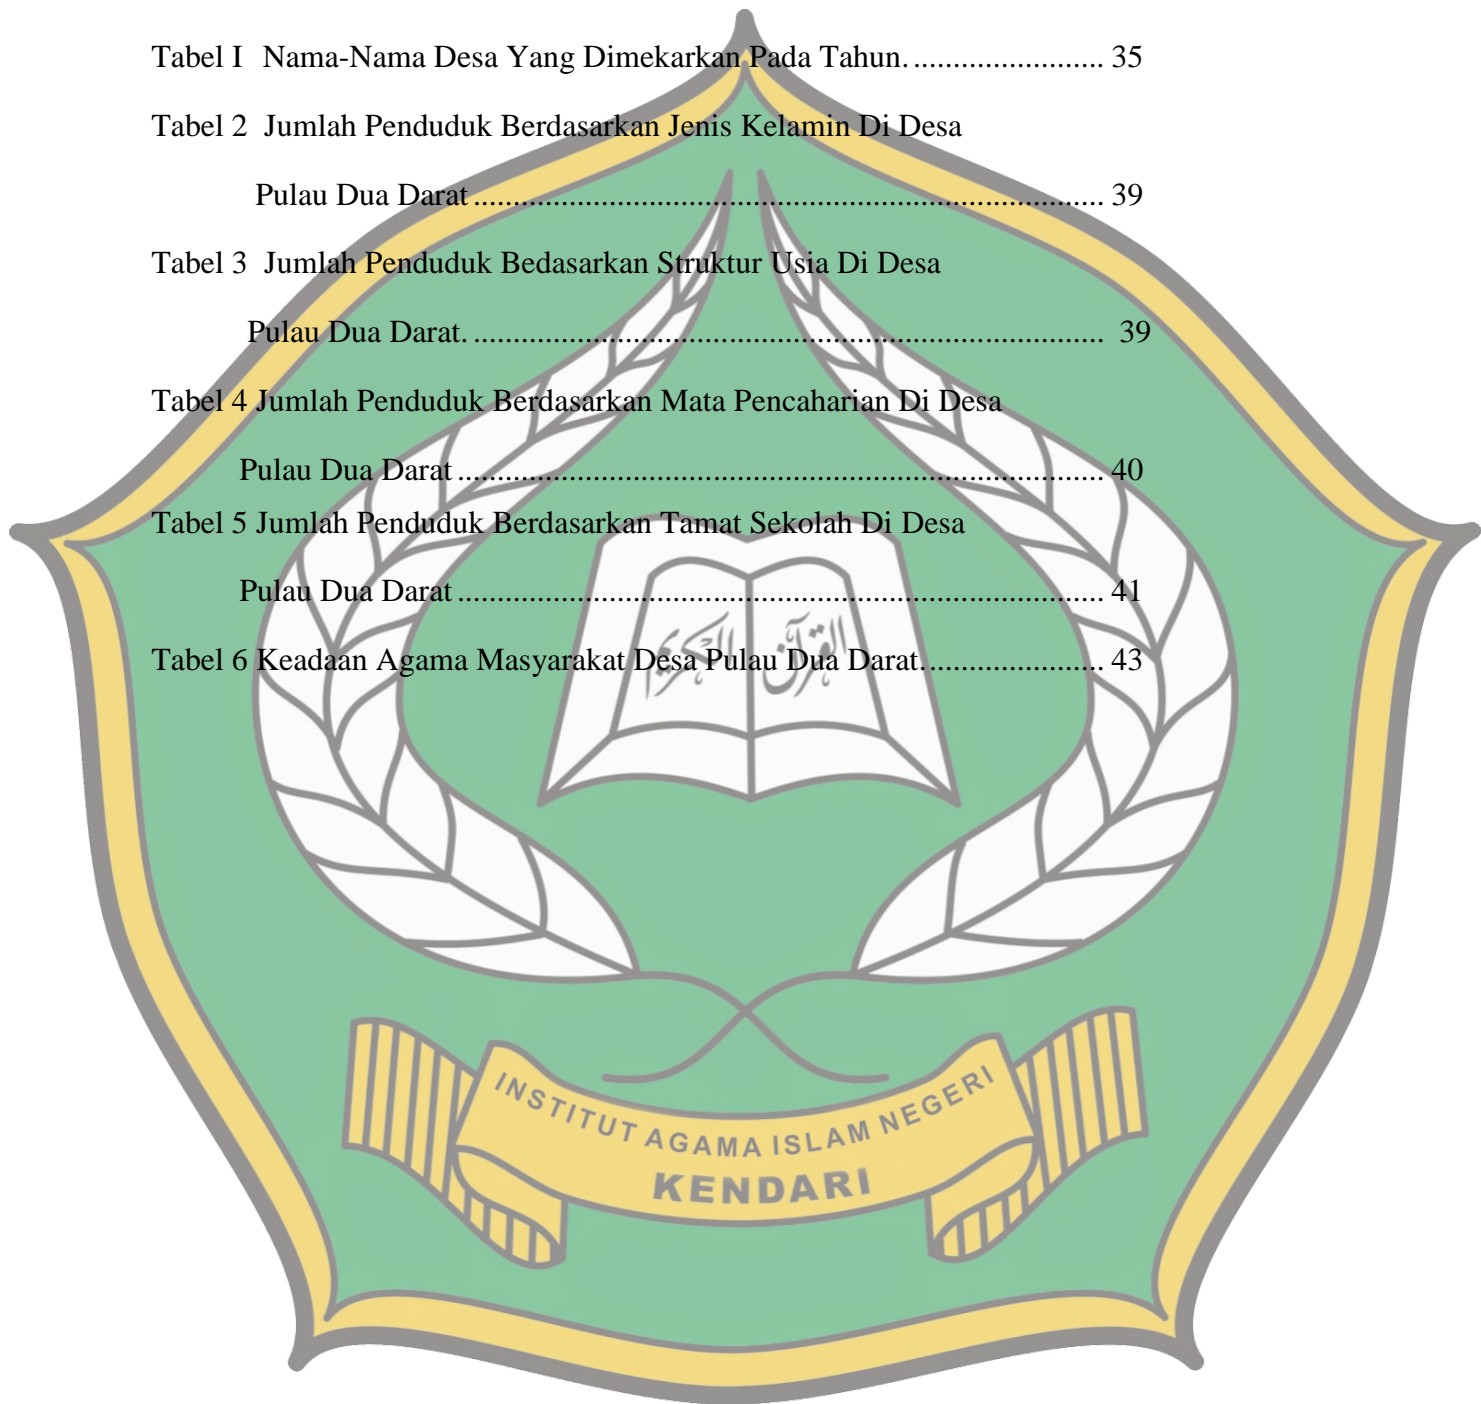 Tabel I Nama-Nama Desa Yang Dimekarkan Pada Tahun. ........................ 35
Tabel 2 Jumlah Penduduk Berdasarkan Jenis Kelamin Di Desa
Pulau Dua Darat ............................................................................... 39
Tabel 3 Jumlah Penduduk Bedasarkan Struktur Usia Di Desa
Pulau Dua Darat. ............................................................................... 39
Tabel 4 Jumlah Penduduk Berdasarkan Mata Pencaharian Di Desa
Pulau Dua Darat ................................................................................. 40
Tabel 5 Jumlah Penduduk Berdasarkan Tamat Sekolah Di Desa
Pulau Dua Darat ................................................................................. 41
القرآن الكريم
Tabel 6 Keadaan Agama Masyarakat Desa Pulau Dua Darat. ...................... 43
INSTITUT AGAMA ISLAM NEGERI
KENDARI